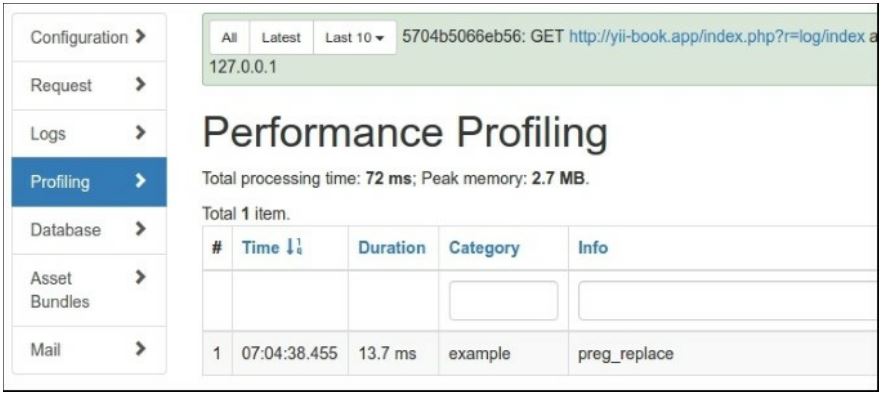 Configuration
Request
Logs
Profiling
Database
Asset
Bundles
Mail
All Latest Last 10 5704b5066eb56: GET http://yii-book.app/index.php?r=log/index a
127.0.0.1
Performance Profiling
Total processing time: 72 ms; Peak memory: 2.7 MB.
Total 1 item.
# Time Duration Category Info
1 07:04:38.455 13.7 ms example preg_replace